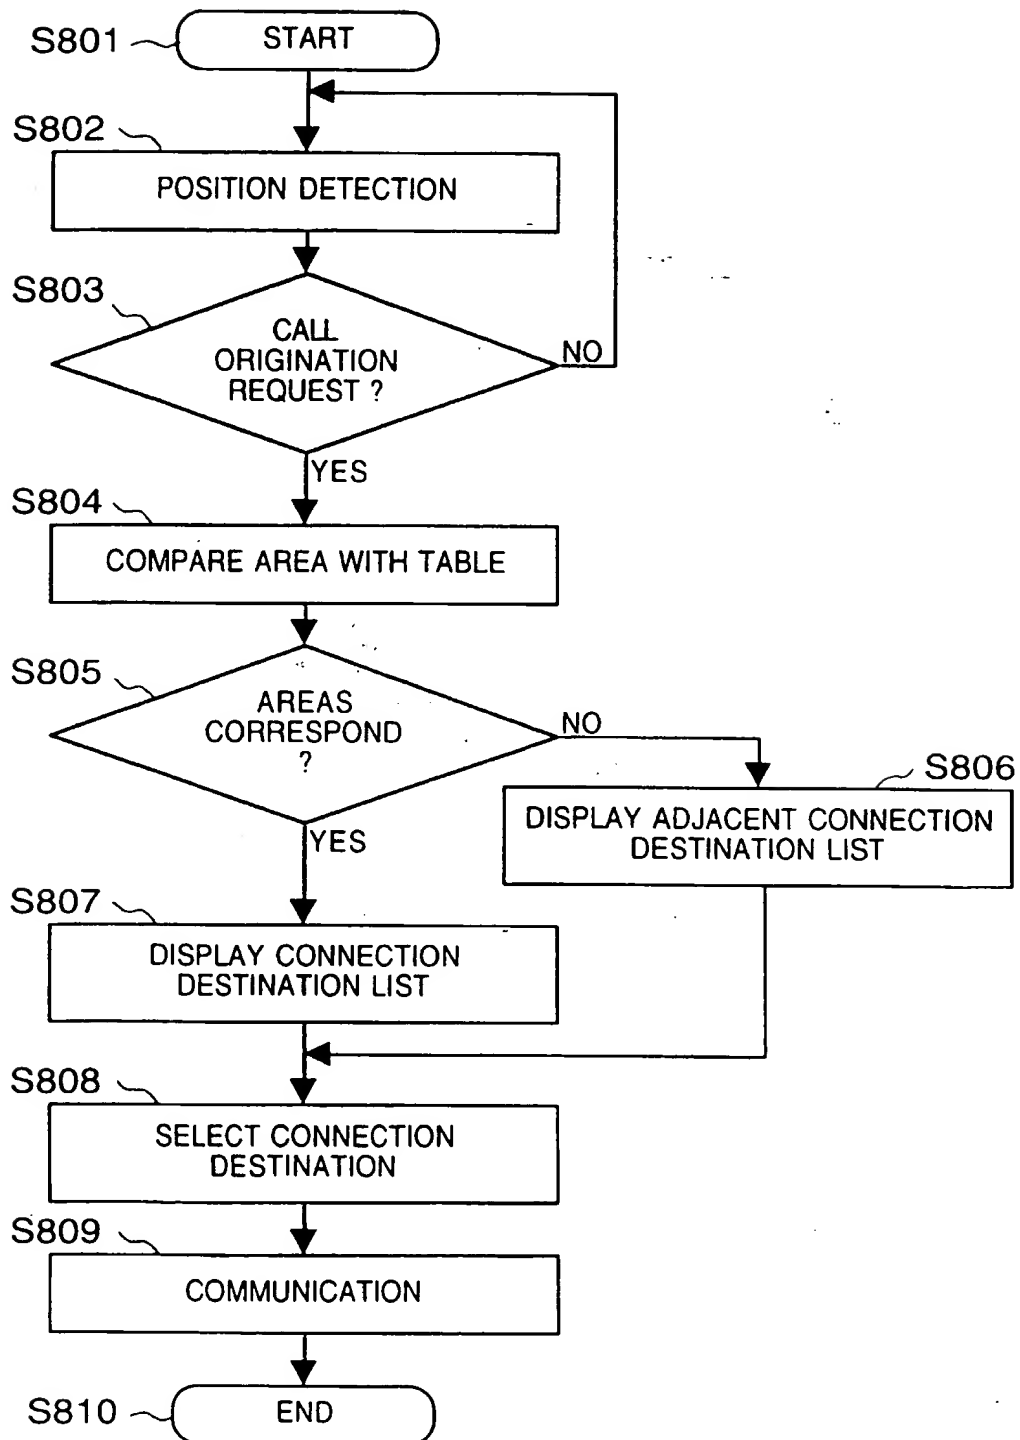 S801
START
S802
POSITION DETECTION
S803
CALL
ORIGINATION
REQUEST ?
NO
YES
S804
COMPARE AREA WITH TABLE
S805
AREAS
CORRESPOND
?
NO
S806
DISPLAY ADJACENT CONNECTION
DESTINATION LIST
YES
S807
DISPLAY CONNECTION
DESTINATION LIST
S808
SELECT CONNECTION
DESTINATION
S809
COMMUNICATION
S810
END